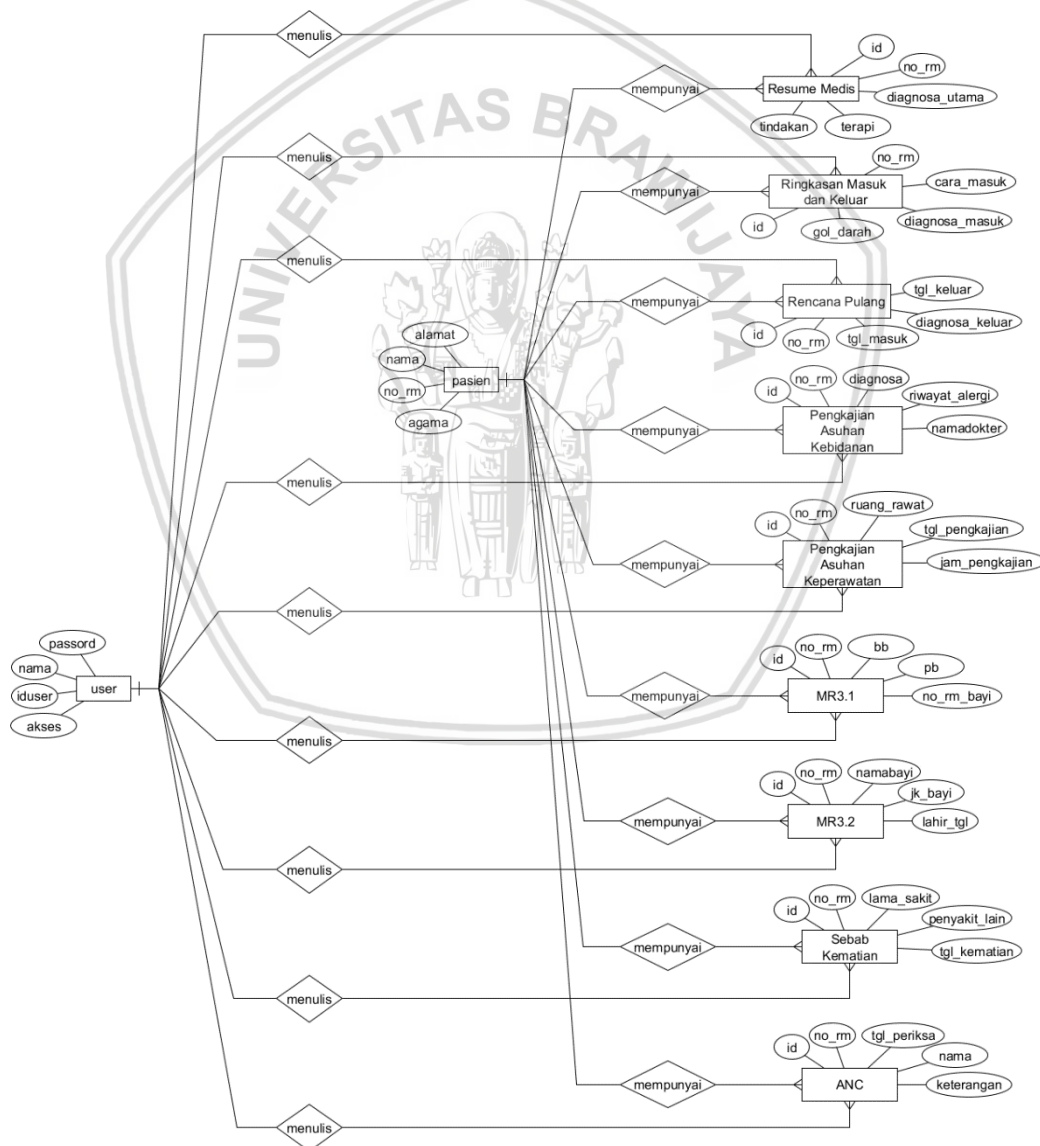 menulis
id
no_rm
mempunyai
Resume Medis
diagnosa_utama
tindakan
terapi
UNIVERSITAS BRAWIJAYA
menulis
no_rm
mempunyai
Ringkasan Masuk
dan Keluar
cara_masuk
diagnosa_masuk
id
gol_darah
menulis
tgl_keluar
mempunyai
Rencana Pulang
diagnosa_keluar
id
no_rm
tgl_masuk
alamat
nama
pasien
no_rm
agama
id
no_rm
diagnosa
riwayat_alergi
mempunyai
Pengkajian
Asuhan
Kebidanan
namadokter
menulis
id
no_rm
ruang_rawat
tgl_pengkajian
mempunyai
Pengkajian
Asuhan
Keperawatan
jam_pengkajian
menulis
passord
nama
user
iduser
akses
id
no_rm
bb
pb
mempunyai
MR3.1
no_rm_bayi
menulis
id
no_rm
namabayi
jk_bayi
mempunyai
MR3.2
lahir_tgl
menulis
id
no_rm
lama_sakit
penyakit_lain
mempunyai
Sebab
Kematian
tgl_kematian
menulis
id
no_rm
tgl_periksa
nama
mempunyai
ANC
keterangan
menulis